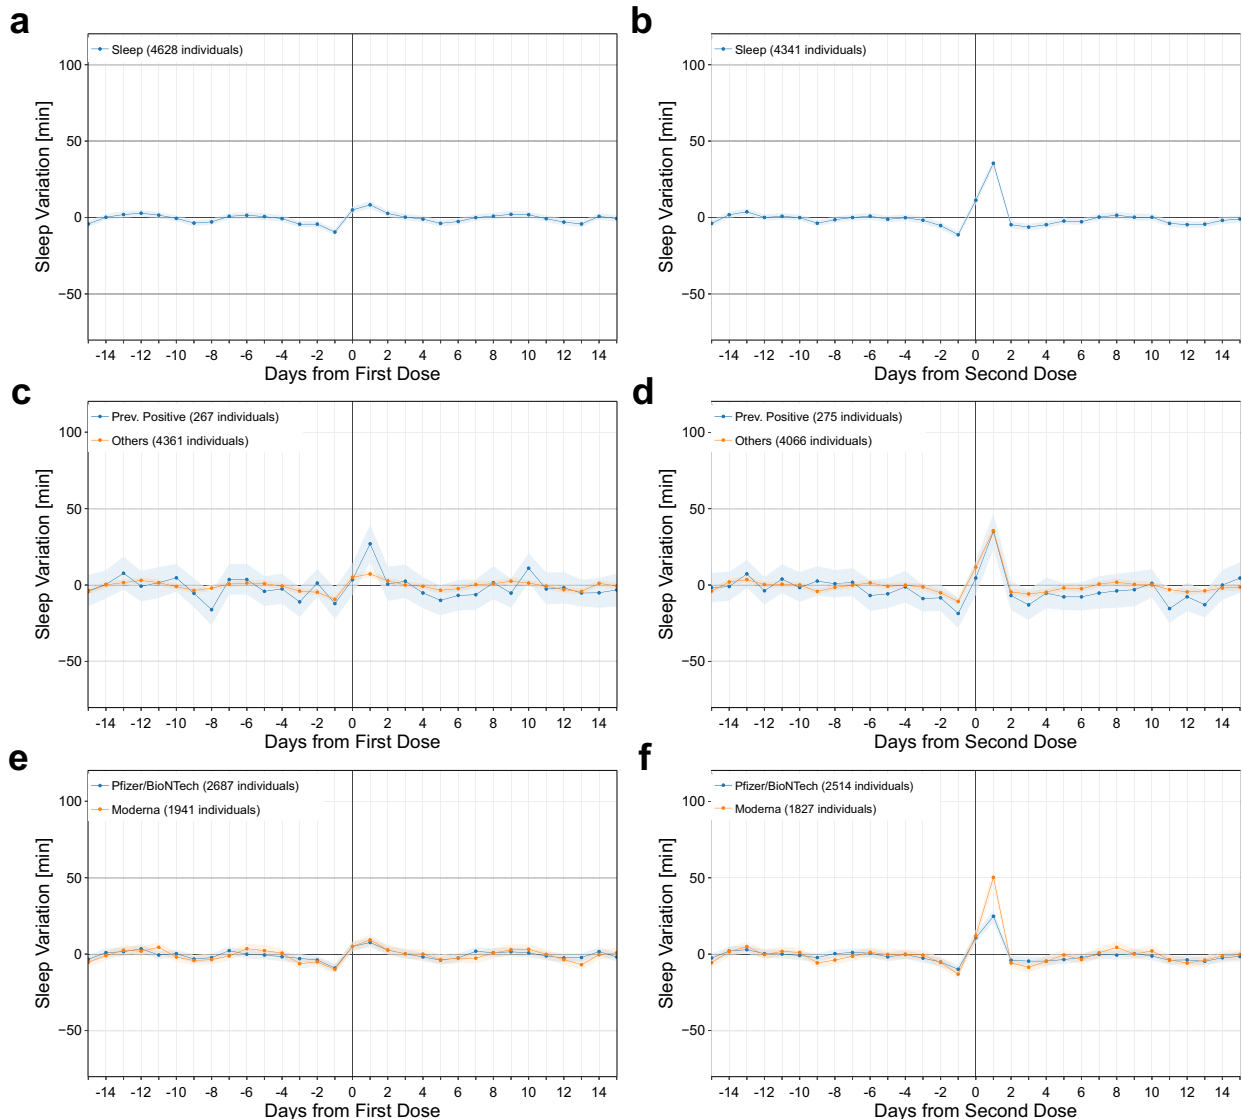 a
Sleep (4628 individuals)
100
50
0
−50
Sleep Variation [min]
-14 -12 -10 -8 -6 -4 -2 0 2 4 6 8 10 12 14
Days from First Dose
b
Sleep (4341 individuals)
100
50
0
−50
Sleep Variation [min]
-14 -12 -10 -8 -6 -4 -2 0 2 4 6 8 10 12 14
Days from Second Dose
c
Prev. Positive (267 individuals)
Others (4361 individuals)
100
50
0
−50
Sleep Variation [min]
-14 -12 -10 -8 -6 -4 -2 0 2 4 6 8 10 12 14
Days from First Dose
d
Prev. Positive (275 individuals)
Others (4066 individuals)
100
50
0
−50
Sleep Variation [min]
-14 -12 -10 -8 -6 -4 -2 0 2 4 6 8 10 12 14
Days from Second Dose
e
Pfizer/BioNTech (2687 individuals)
Moderna (1941 individuals)
100
50
0
−50
Sleep Variation [min]
-14 -12 -10 -8 -6 -4 -2 0 2 4 6 8 10 12 14
Days from First Dose
f
Pfizer/BioNTech (2514 individuals)
Moderna (1827 individuals)
100
50
0
−50
Sleep Variation [min]
-14 -12 -10 -8 -6 -4 -2 0 2 4 6 8 10 12 14
Days from Second Dose